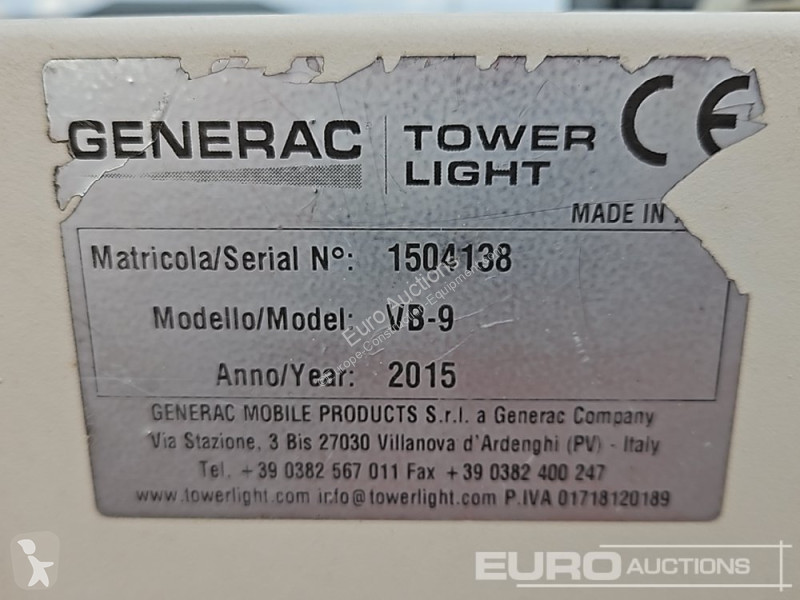 GENERAC
TOWER LIGHT
CE
MADE IN
Matricola/Serial N°: 1504138
Modello/Model: VB-9
Anno/Year: 2015
GENERAC MOBILE PRODUCTS S.r.l. a Generac Company
Via Stazione, 3 Bis 27030 Villanova d'Ardenghi (PV) - Italy
Tel. +39 0382 567 011 Fax +39 0382 400 247
www.towerlight.com info@towerlight.com P.IVA 01718120189
Euro Auctions
EURO AUCTIONS